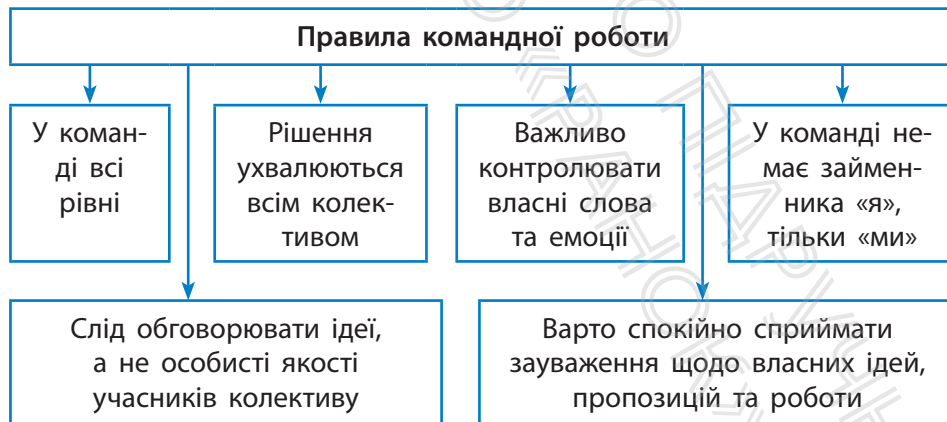 Правила командної роботи
У коман-
ді всі
рівні
Рішення
ухвалюються
всім колек-
тивом
Важливо
контролювати
власні слова
та емоції
У команді не-
має займен-
ника «я»,
тільки «ми»
Слід обговорювати ідеї,
а не особисті якості
учасників колективу
Варто спокійно сприймати
зауваження щодо власних ідей,
пропозицій та роботи